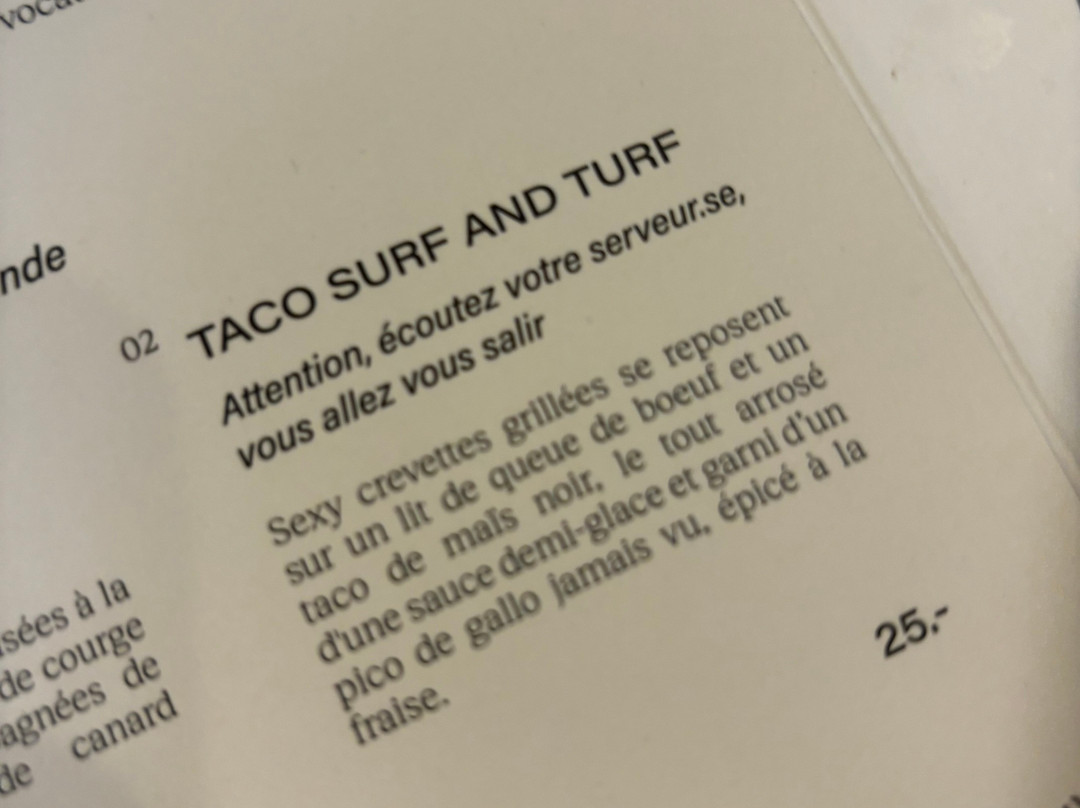 nde
02
TACO SURF AND TURF
Attention, écoutez votre serveur.se,
vous allez vous salir
Sexy crevettes grillées se reposent
sur un lit de queue de boeuf et un
taco de maïs noir, le tout arrosé
d'une sauce demi-glace et garni d'un
pico de gallo jamais vu, épicé à la
fraise.
25.-
sées à la
de courge
agnées de
de canard